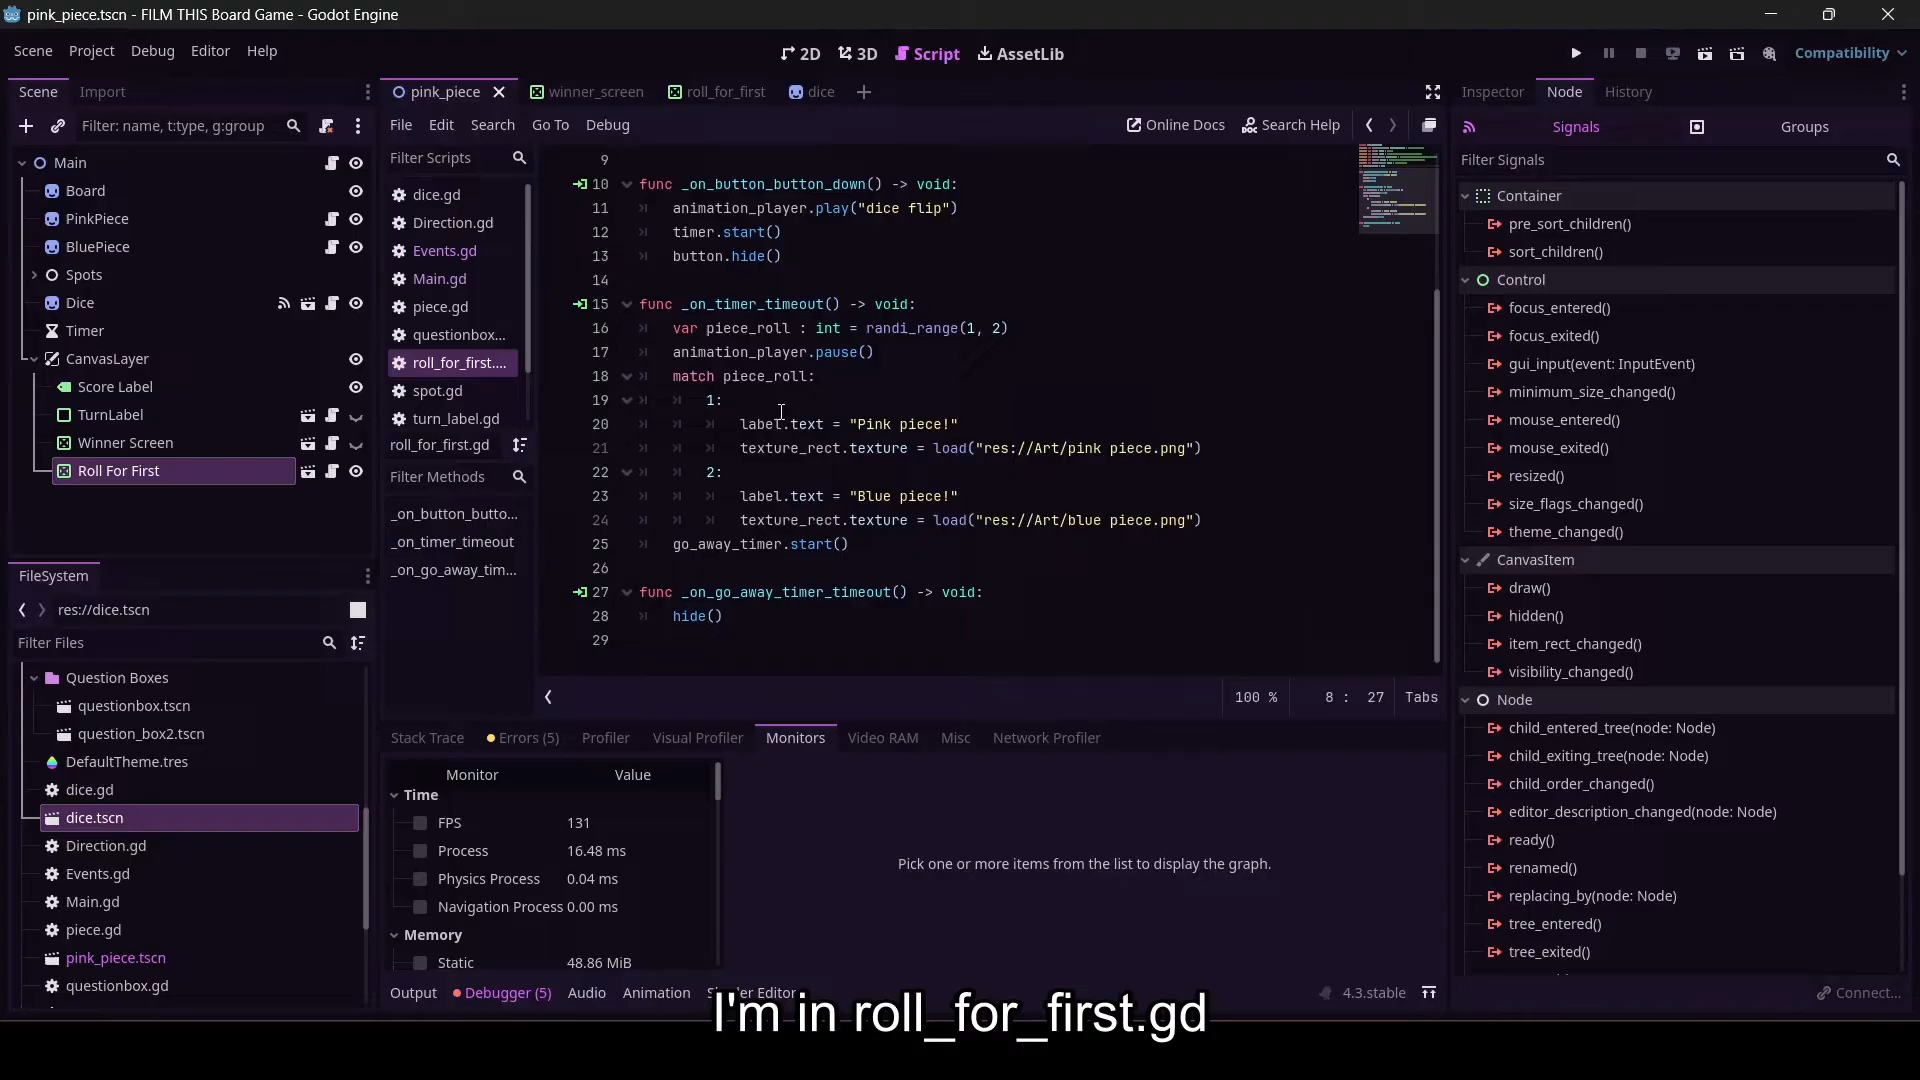 pink_piece.tscn - FILM THIS Board Game - Godot Engine
Scene Project Debug Editor Help
2D 3D Script AssetLib
Compatibility
Scene Import
pink_piece winner_screen roll_for_first dice
Inspector Node History
Filter: name, t:type, g:group
File Edit Search Go To Debug
Online Docs Search Help
Signals Groups
Main
Board
PinkPiece
BluePiece
Spots
Dice
Timer
CanvasLayer
Score Label
TurnLabel
Winner Screen
Roll For First
FileSystem
res://dice.tscn
Filter Files
Question Boxes
questionbox.tscn
question_box2.tscn
DefaultTheme.tres
dice.gd
dice.tscn
Direction.gd
Events.gd
Main.gd
piece.gd
pink_piece.tscn
questionbox.gd
Filter Scripts
dice.gd
Direction.gd
Events.gd
Main.gd
piece.gd
questionbox...
roll_for_first....
spot.gd
turn_label.gd
roll_for_first.gd
Filter Methods
_on_button_butto...
_on_timer_timeout
_on_go_away_tim...
9
10 func _on_button_button_down() -> void:
11 animation_player.play("dice flip")
12 timer.start()
13 button.hide()
14
15 func _on_timer_timeout() -> void:
16 var piece_roll : int = randi_range(1, 2)
17 animation_player.pause()
18 match piece_roll:
19 1:
20 label.text = "Pink piece!"
21 texture_rect.texture = load("res://Art/pink piece.png")
22 2:
23 label.text = "Blue piece!"
24 texture_rect.texture = load("res://Art/blue piece.png")
25 go_away_timer.start()
26
27 func _on_go_away_timer_timeout() -> void:
28 hide()
29
100 % 8 : 27 Tabs
Stack Trace Errors (5) Profiler Visual Profiler Monitors Video RAM Misc Network Profiler
Monitor Value
Time
FPS 131
Process 16.48 ms
Physics Process 0.04 ms
Navigation Process 0.00 ms
Memory
Static 48.86 MiB
Pick one or more items from the list to display the graph.
Output Debugger (5) Audio Animation Shader Editor
4.3.stable
Filter Signals
Container
pre_sort_children()
sort_children()
Control
focus_entered()
focus_exited()
gui_input(event: InputEvent)
minimum_size_changed()
mouse_entered()
mouse_exited()
resized()
size_flags_changed()
theme_changed()
CanvasItem
draw()
hidden()
item_rect_changed()
visibility_changed()
Node
child_entered_tree(node: Node)
child_exiting_tree(node: Node)
child_order_changed()
editor_description_changed(node: Node)
ready()
renamed()
replacing_by(node: Node)
tree_entered()
tree_exited()
Connect...
I'm in roll_for_first.gd